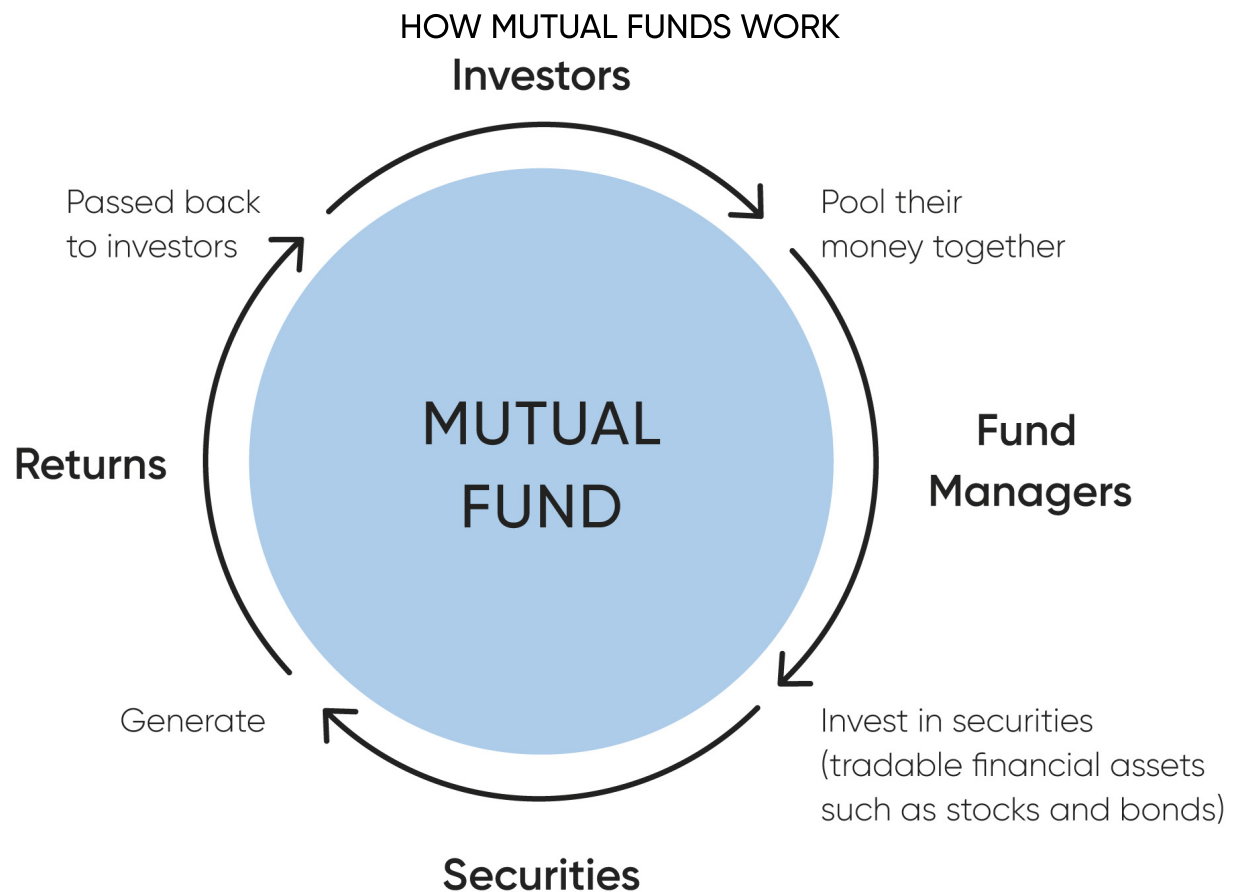 HOW MUTUAL FUNDS WORK
Investors
Passed back
to investors
Pool their
money together
MUTUAL
FUND
Returns
Fund
Managers
Generate
Invest in securities
(tradable financial assets
such as stocks and bonds)
Securities